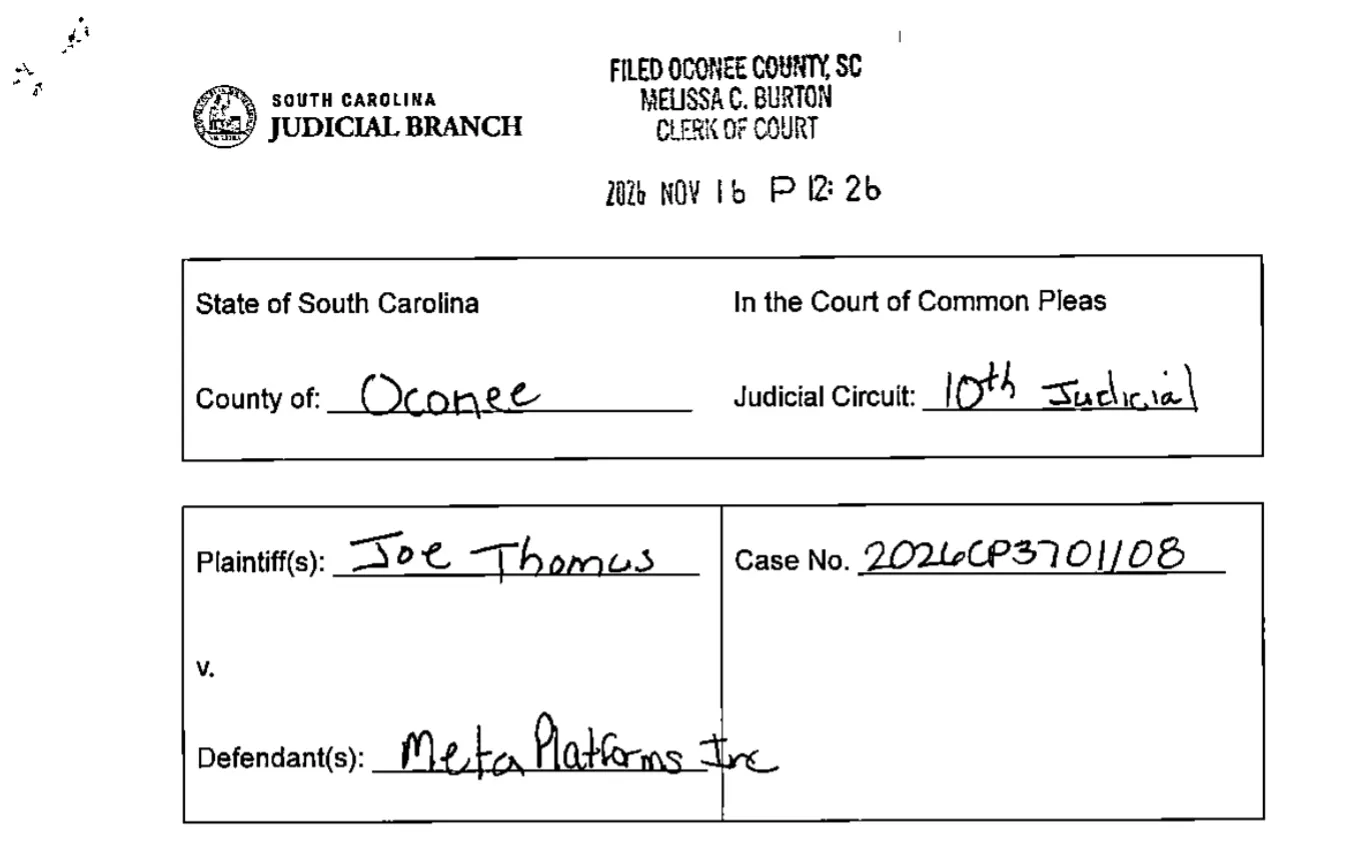 SOUTH CAROLINA
JUDICIAL BRANCH
FILED OCONEE COUNTY, SC
MELISSA C. BURTON
CLERK OF COURT
2026 NOV 16 P 12: 26
State of South Carolina
In the Court of Common Pleas
County of: Oconee
Judicial Circuit: 10th Judicial
Plaintiff(s): Joe Thomas
Case No. 2026CP3701108
v.
Defendant(s): Meta Platforms Inc